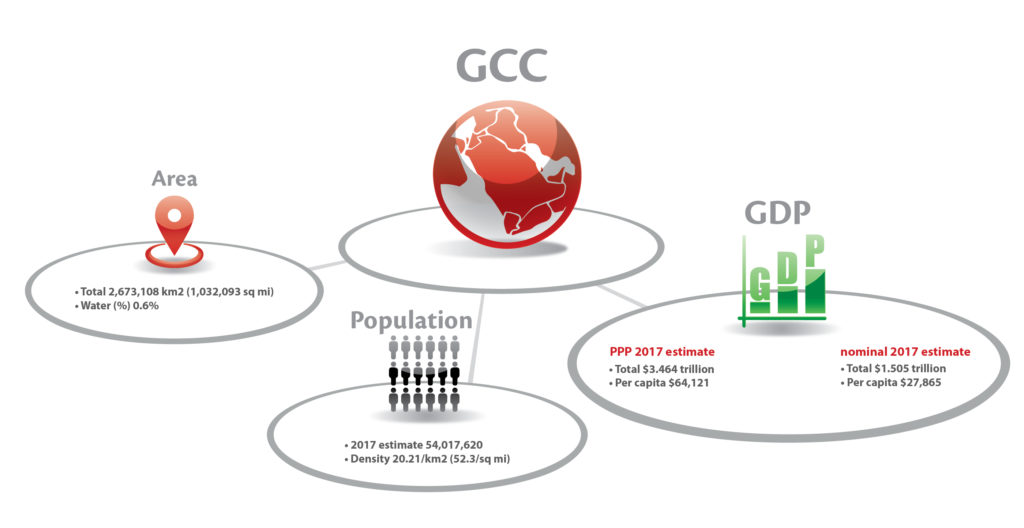 GCC
Area
• Total 2,673,108 km2 (1,032,093 sq mi)
• Water (%) 0.6%
Population
• 2017 estimate 54,017,620
• Density 20.21/km2 (52.3/sq mi)
GDP
GDP
PPP 2017 estimate
• Total $3.464 trillion
• Per capita $64,121
nominal 2017 estimate
• Total $1.505 trillion
• Per capita $27,865